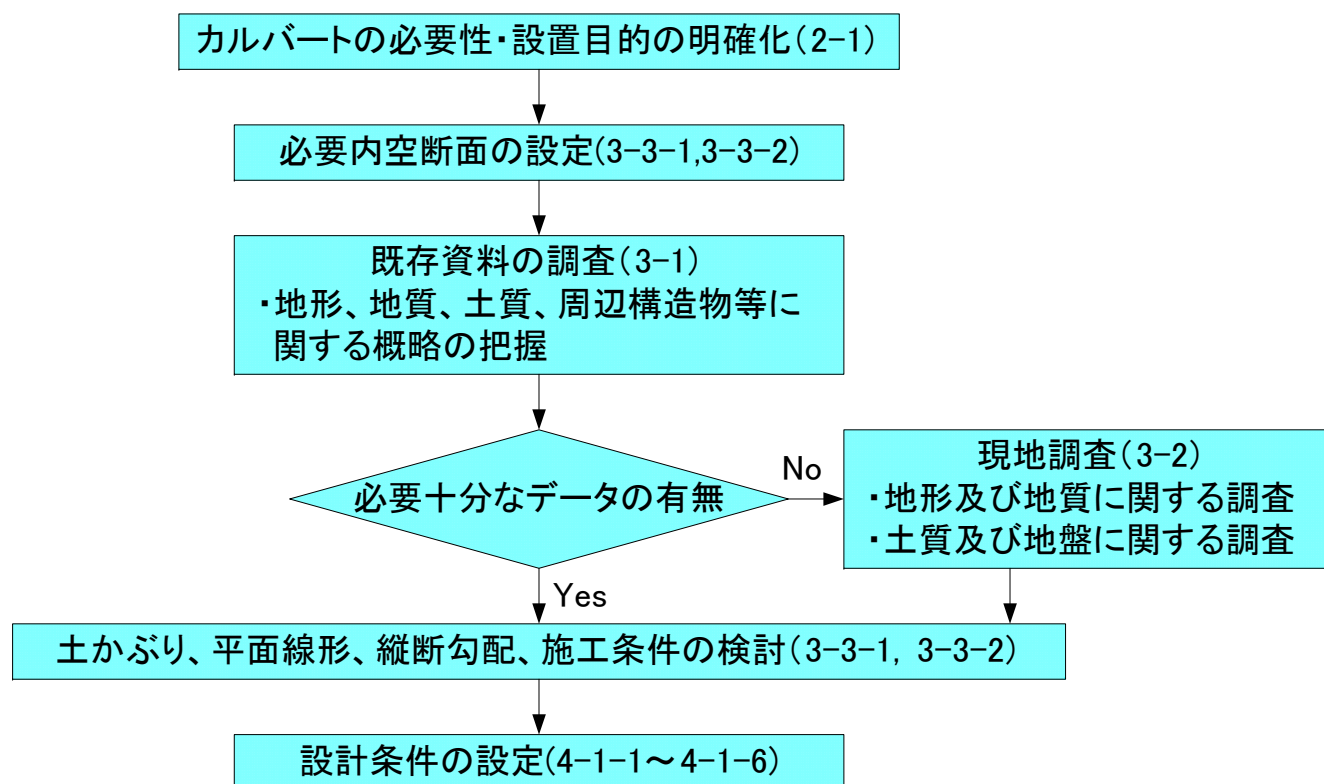 カルバートの必要性・設置目的の明確化(2-1)
必要内空断面の設定(3-3-1,3-3-2)
既存資料の調査(3-1)
・地形、地質、土質、周辺構造物等に
関する概略の把握
必要十分なデータの有無
No
現地調査(3-2)
・地形及び地質に関する調査
・土質及び地盤に関する調査
Yes
土かぶり、平面線形、縦断勾配、施工条件の検討(3-3-1, 3-3-2)
設計条件の設定(4-1-1～4-1-6)